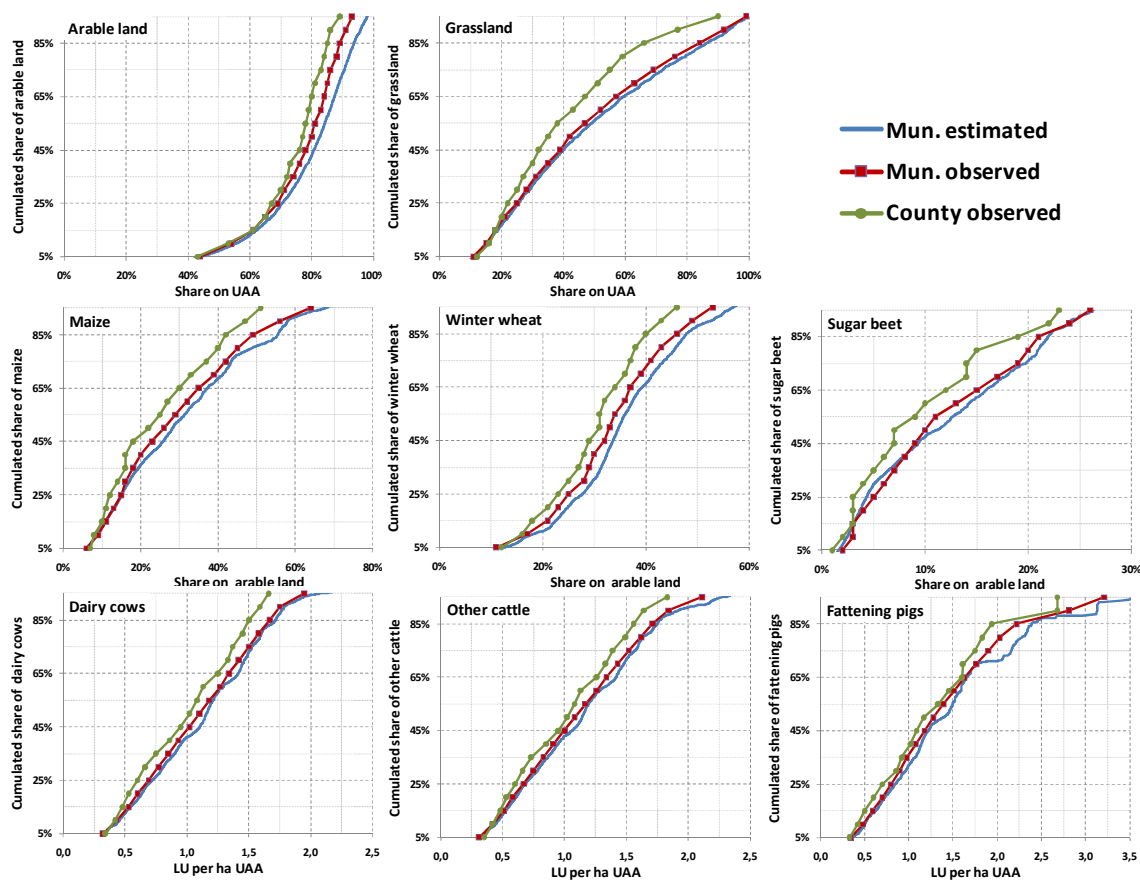 Arable land
Cumulated share of arable land
85%
65%
45%
25%
5%
0% 20% 40% 60% 80% 100%
Share on UAA
Grassland
Cumulated share of grassland
85%
65%
45%
25%
5%
0% 20% 40% 60% 80% 100%
Share on UAA
Mun. estimated
Mun. observed
County observed
Maize
Cumulated share of maize
85%
65%
45%
25%
5%
0% 20% 40% 60% 80%
Share on arable land
Winter wheat
Cumulated share of winter wheat
85%
65%
45%
25%
5%
0% 20% 40% 60%
Share on arable land
Sugar beet
Cumulated share of sugar beet
85%
65%
45%
25%
5%
0% 10% 20% 30%
Share on arable land
Dairy cows
Cumulated share of dairy cows
85%
65%
45%
25%
5%
0,0 0,5 1,0 1,5 2,0 2,5
LU per ha UAA
Other cattle
Cumulated share of other cattle
85%
65%
45%
25%
5%
0,0 0,5 1,0 1,5 2,0 2,5
LU per ha UAA
Fattening pigs
Cumulated share of fattening pigs
85%
65%
45%
25%
5%
0,0 0,5 1,0 1,5 2,0 2,5 3,0 3,5
LU per ha UAA